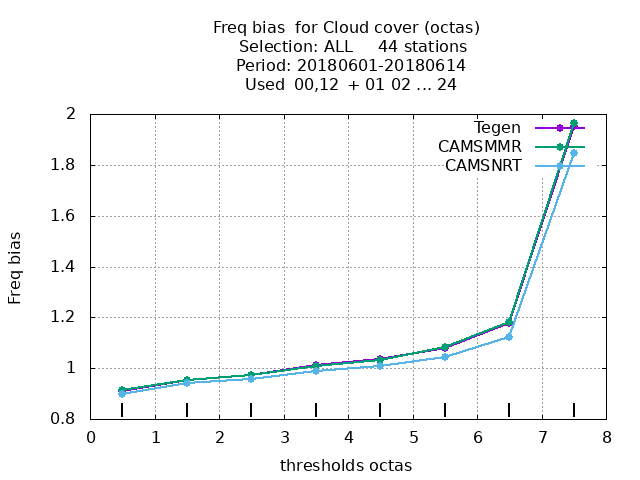 Freq bias  for Cloud cover (octas)
Selection: ALL     44 stations
Period: 20180601-20180614
Used  00,12  + 01 02 ... 24
2
1.8
1.6
1.4
1.2
1
0.8
Freq bias
Tegen
CAMSMMR
CAMSNRT
0 1 2 3 4 5 6 7 8
thresholds octas